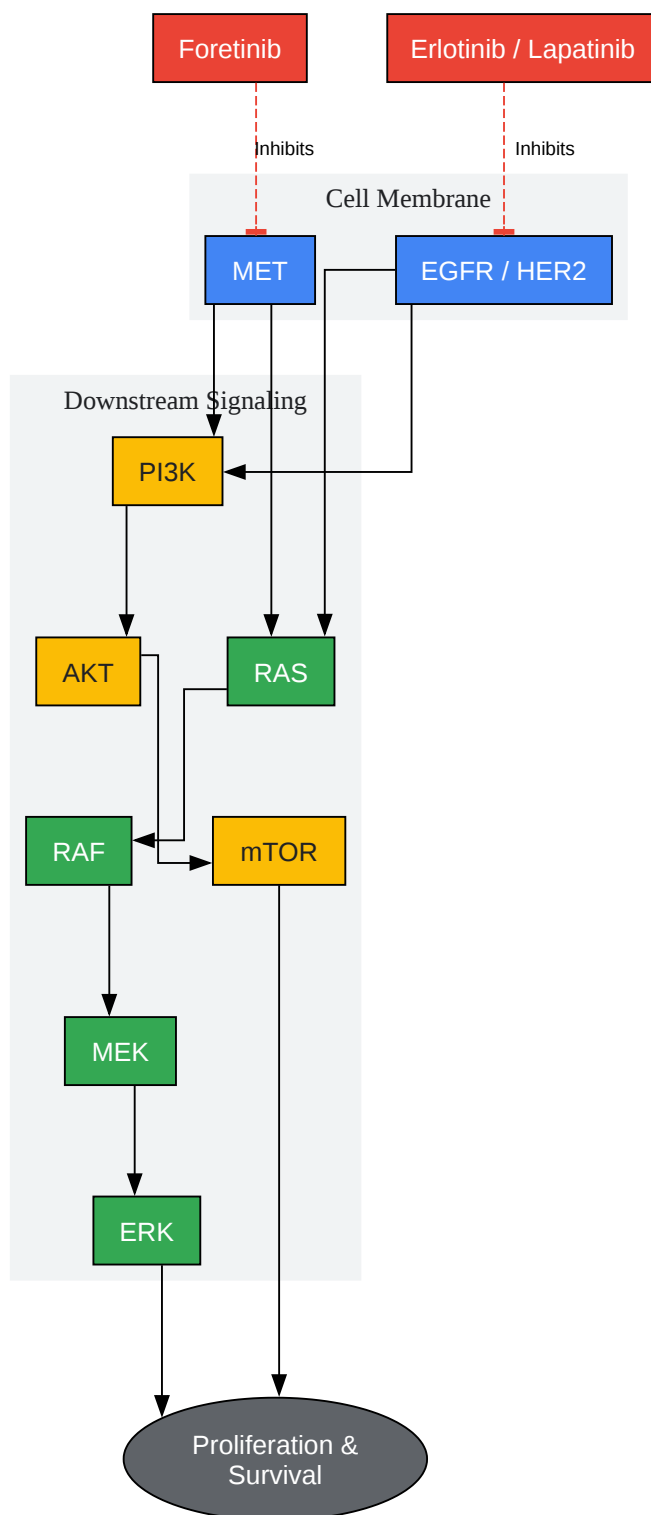 Foretinib
Erlotinib / Lapatinib
Inhibits
Inhibits
Cell Membrane
MET
EGFR / HER2
Downstream Signaling
PI3K
AKT
RAS
RAF
mTOR
MEK
ERK
Proliferation &
Survival